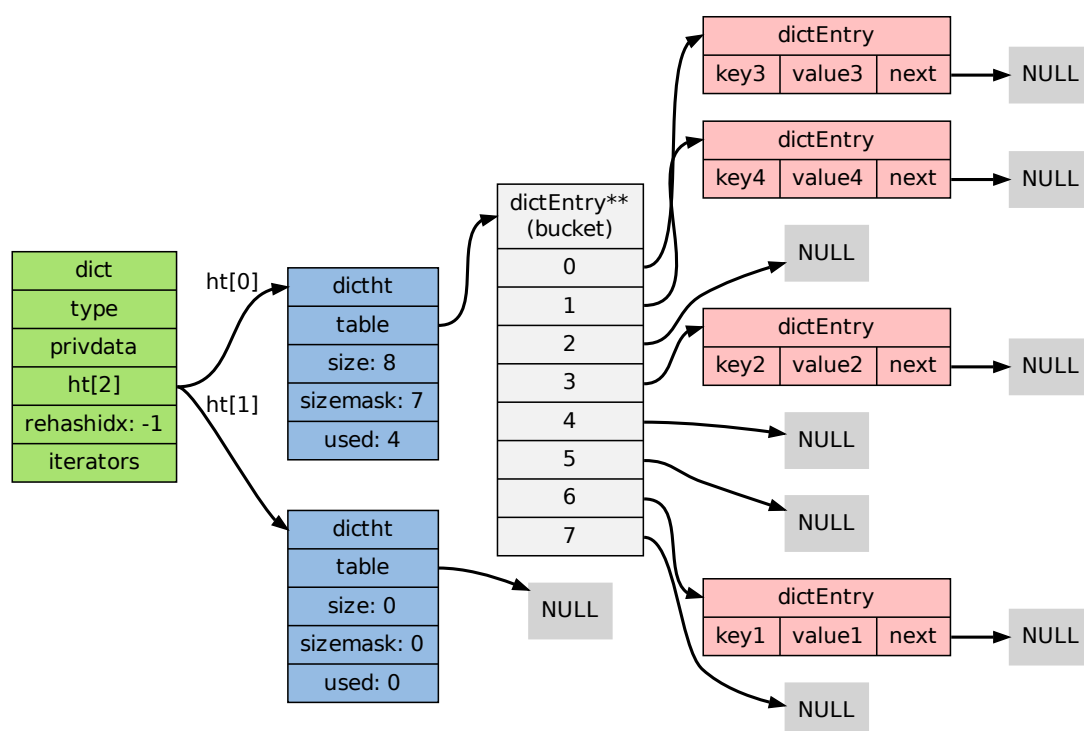 dict
type
privdata
ht[2]
rehashidx: -1
iterators
ht[0]
ht[1]
dictht
table
size: 8
sizemask: 7
used: 4
dictht
table
size: 0
sizemask: 0
used: 0
NULL
dictEntry**
(bucket)
0
1
2
3
4
5
6
7
dictEntry
key3 value3 next
NULL
dictEntry
key4 value4 next
NULL
NULL
dictEntry
key2 value2 next
NULL
NULL
NULL
dictEntry
key1 value1 next
NULL
NULL